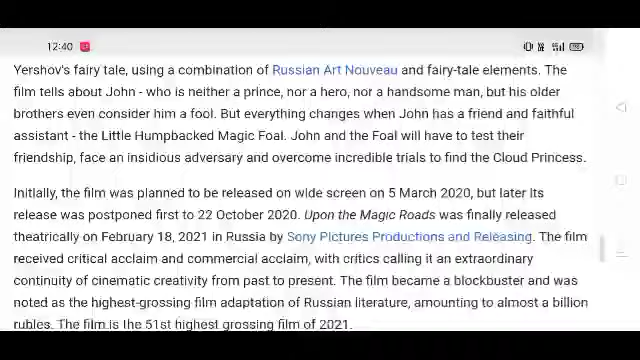 12:40
Yershov's fairy tale, using a combination of Russian Art Nouveau and fairy-tale elements. The
film tells about John - who is neither a prince, nor a hero, nor a handsome man, but his older
brothers even consider him a fool. But everything changes when John has a friend and faithful
assistant - the Little Humpbacked Magic Foal. John and the Foal will have to test their
friendship, face an insidious adversary and overcome incredible trials to find the Cloud Princess.
Initially, the film was planned to be released on wide screen on 5 March 2020, but later its
release was postponed first to 22 October 2020. Upon the Magic Roads was finally released
theatrically on February 18, 2021 in Russia by Sony Pictures Productions and Releasing. The film
received critical acclaim and commercial acclaim, with critics calling it an extraordinary
continuity of cinematic creativity from past to present. The film became a blockbuster and was
noted as the highest-grossing film adaptation of Russian literature, amounting to almost a billion
rubles. The film is the 51st highest grossing film of 2021.